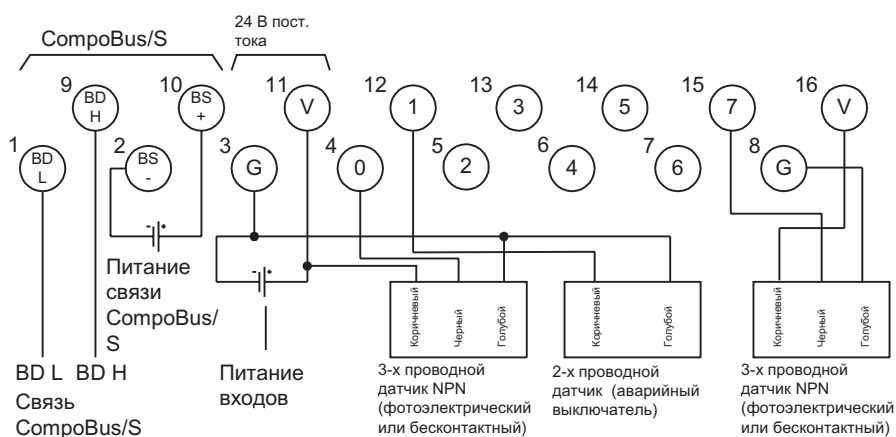 24 В пост.
тока
CompoBus/S
9
BD
H
10
BS
+
11
V
12
1
13
3
14
5
15
7
16
V
1
BD
L
2
BS
-
3
G
4
0
5
2
6
4
7
6
8
G
- +
Питание
связи
CompoBus/
S
- +
Коричневый
Черный
Голубой
Коричневый
Голубой
Коричневый
Черный
Голубой
BD L BD H
Связь
CompoBus/S
Питание
входов
3-х проводной
датчик NPN
(фотоэлектрический
или бесконтактный)
2-х проводной
датчик (аварийный
выключатель)
3-х проводной
датчик NPN
(фотоэлектрический
или бесконтактный)